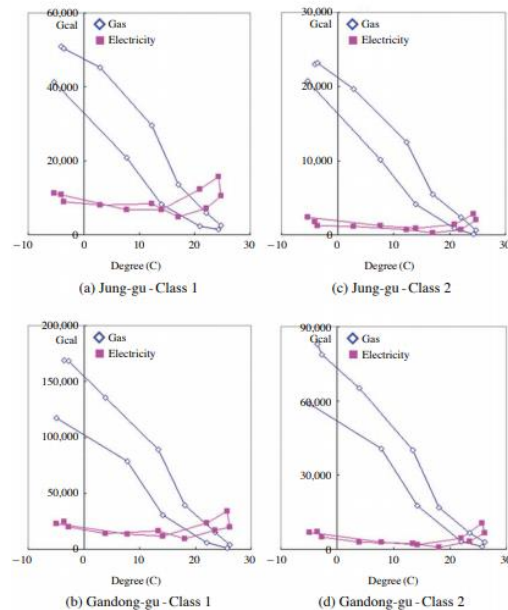 60,000
Gcal
Gas
Electricity
40,000
20,000
0
−10 0 10 20 30
Degree (C)
(a) Jung-gu - Class 1
30,000
Gcal
Gas
Electricity
20,000
10,000
0
−10 0 10 20 30
Degree (C)
(c) Jung-gu - Class 2
200,000
Gcal
Gas
Electricity
150,000
100,000
50,000
0
−10 0 10 20 30
Degree (C)
(b) Gandong-gu - Class 1
90,000
Gcal
Gas
Electricity
60,000
30,000
0
−10 0 10 20 30
Degree (C)
(d) Gandong-gu - Class 2